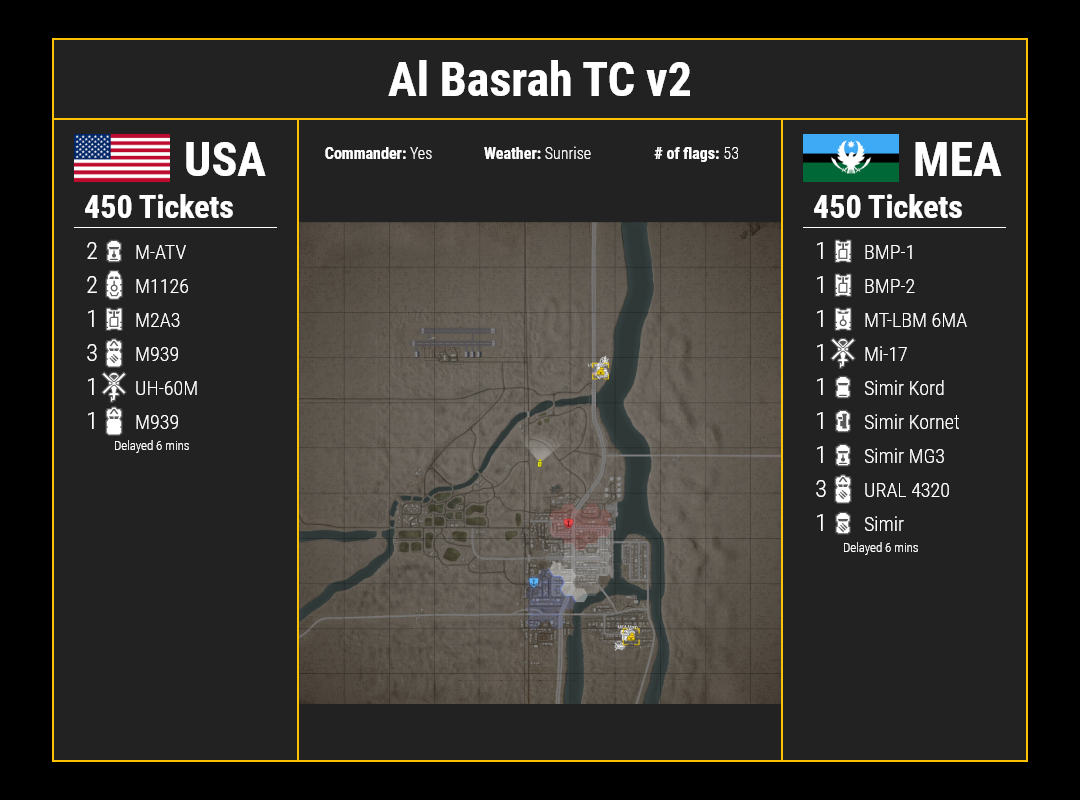 Al Basrah TC v2
USA
450 Tickets
2 M-ATV
2 M1126
1 M2A3
3 M939
1 UH-60M
1 M939
Delayed 6 mins
Commander: Yes
Weather: Sunrise
# of flags: 53
MEA
450 Tickets
1 BMP-1
1 BMP-2
1 MT-LBM 6MA
1 Mi-17
1 Simir Kord
1 Simir Kornet
1 Simir MG3
3 URAL 4320
1 Simir
Delayed 6 mins